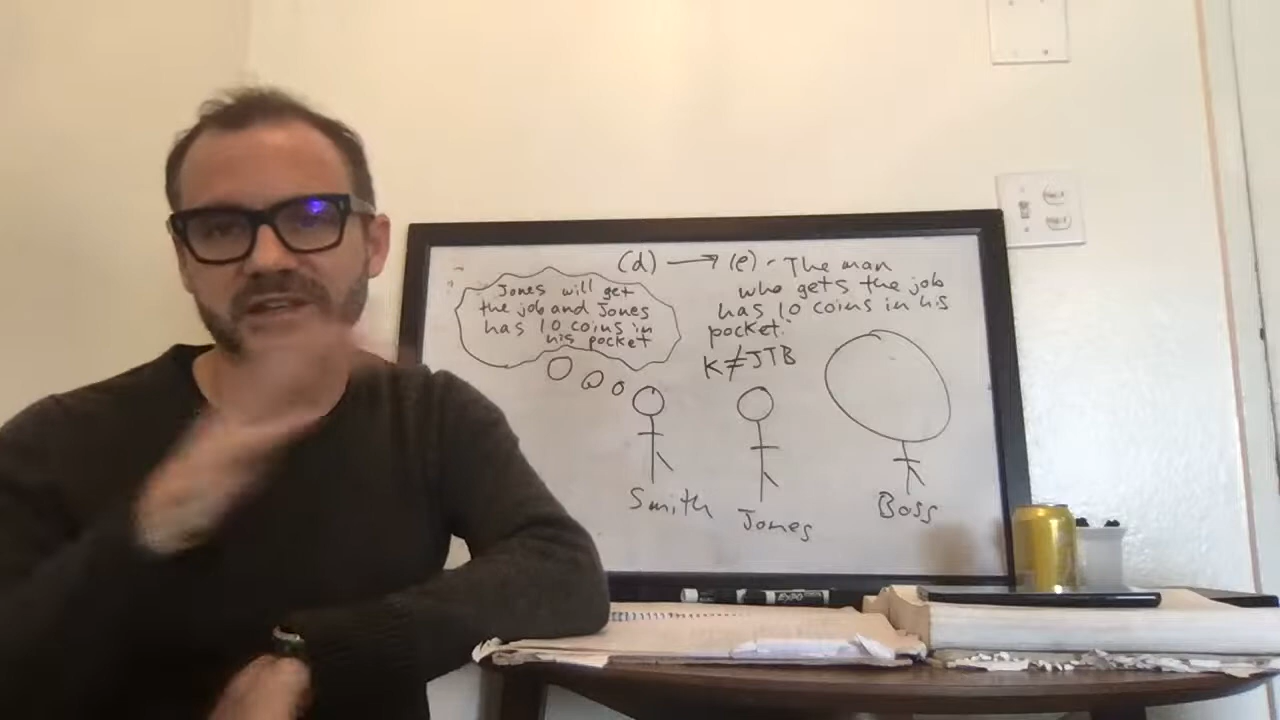 (d) → (e) - The man
who gets the job
has 10 coins in his
pocket.
Jones will get
the job and Jones
has 10 coins in
his pocket
K≠JTB
Smith
Jones
Boss
EXPO